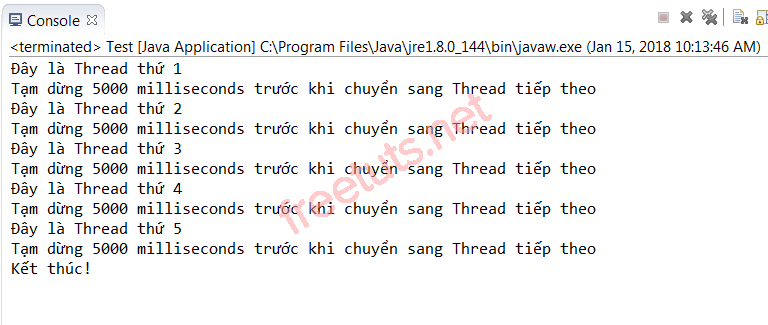 Console
<terminated> Test [Java Application] C:\Program Files\Java\jre1.8.0_144\bin\javaw.exe (Jan 15, 2018 10:13:46 AM)
Đây là Thread thứ 1
Tạm dừng 5000 milliseconds trước khi chuyển sang Thread tiếp theo
Đây là Thread thứ 2
Tạm dừng 5000 milliseconds trước khi chuyển sang Thread tiếp theo
Đây là Thread thứ 3
Tạm dừng 5000 milliseconds trước khi chuyển sang Thread tiếp theo
Đây là Thread thứ 4
Tạm dừng 5000 milliseconds trước khi chuyển sang Thread tiếp theo
Đây là Thread thứ 5
Tạm dừng 5000 milliseconds trước khi chuyển sang Thread tiếp theo
Kết thúc!
freetuts.net